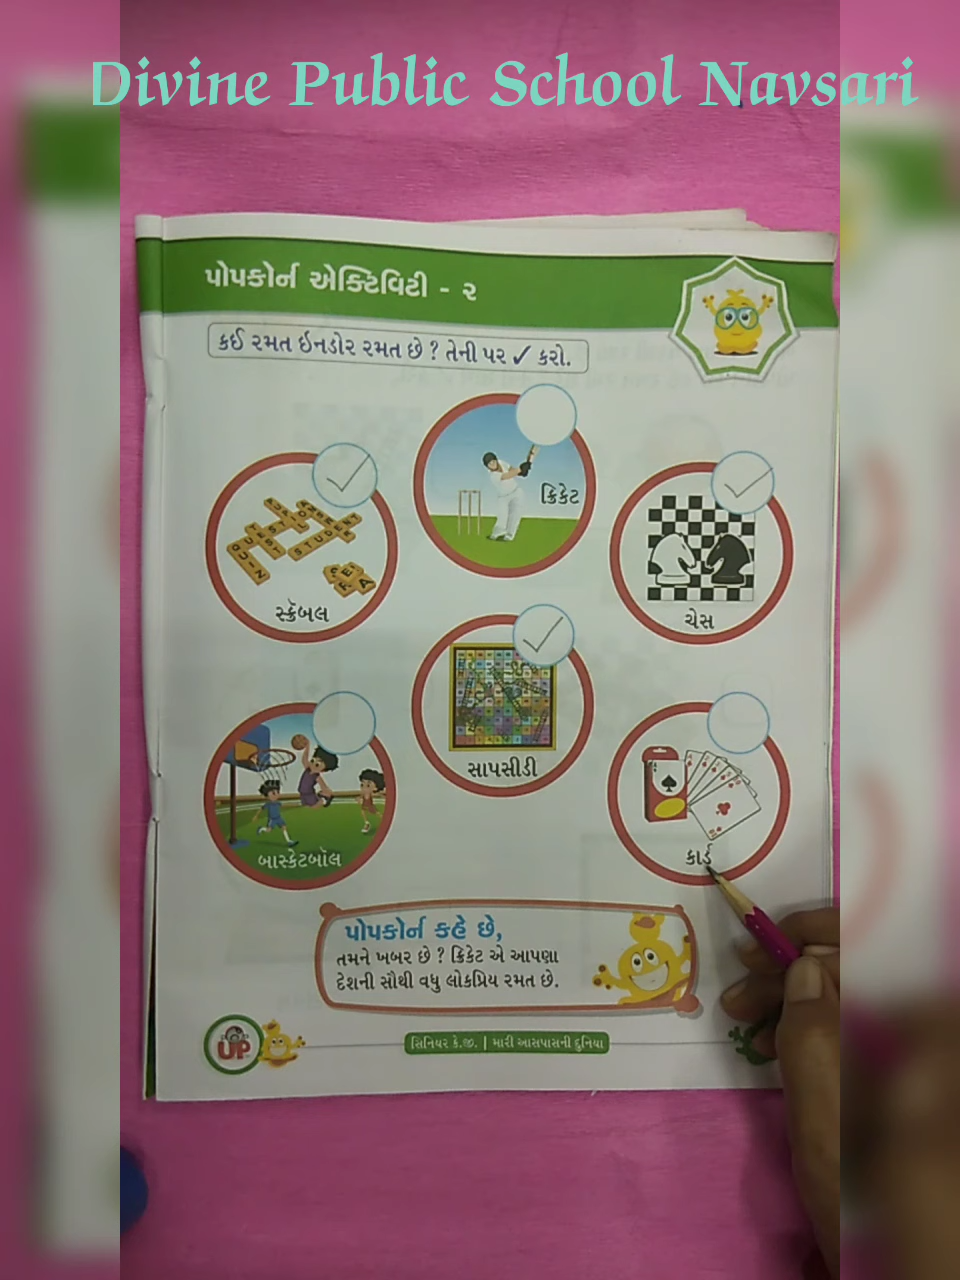 Divine Public School Navsari
પોપકોર્ન એક્ટિવિટી - ૨
કઈ રમત ઇનડોર રમત છે ? તેની પર ✓ કરો.
ક્રિકેટ
સ્ક્રૅબલ
ચેસ
સાપસીડી
બાસ્કેટબૉલ
કાર્ડ
પોપકોર્ન કહે છે,
તમને ખબર છે ? ક્રિકેટ એ આપણા
દેશની સૌથી વધુ લોકપ્રિય રમત છે.
UP
સિનિયર કે.જી. | મારી આસપાસની દુનિયા